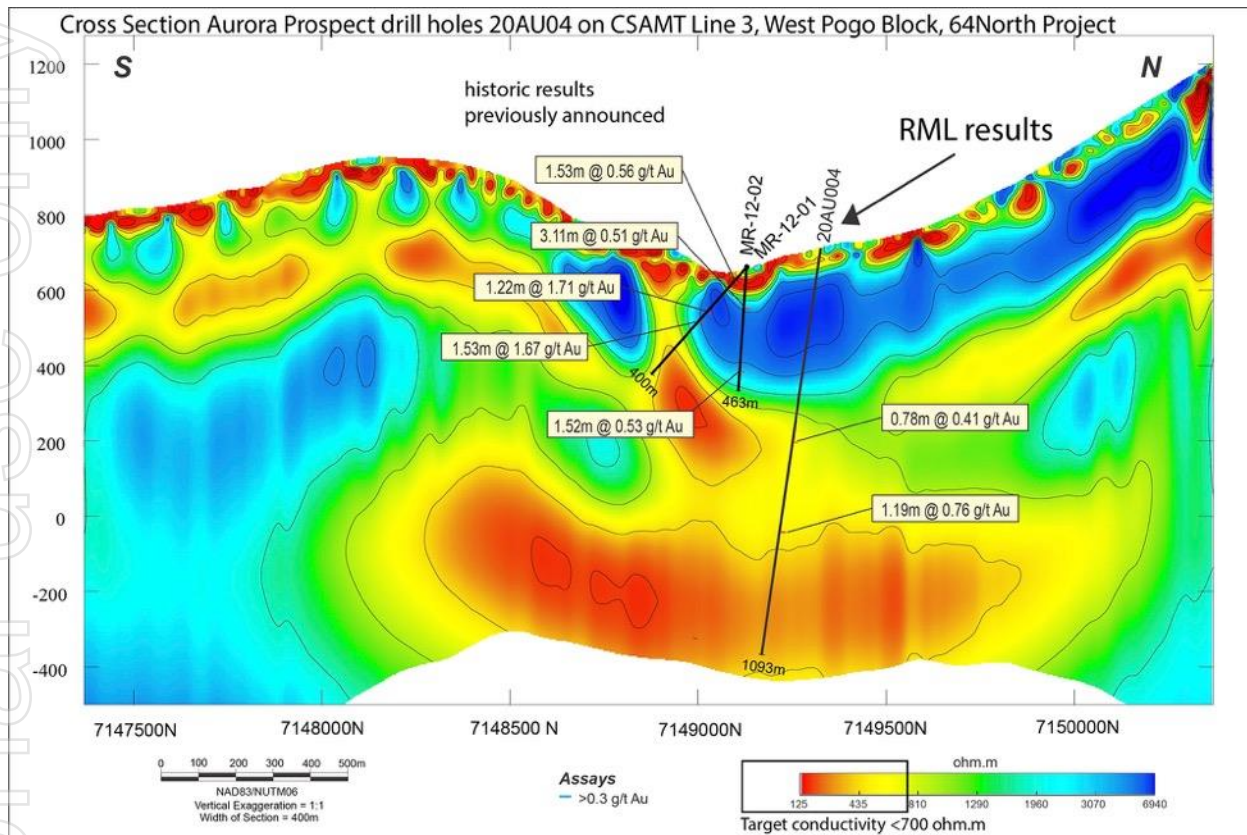 Cross Section Aurora Prospect drill holes 20AU04 on CSAMT Line 3, West Pogo Block, 64North Project
S
N
historic results
previously announced
RML results
1200
1000
800
600
400
200
0
-200
-400
1.53m @ 0.56 g/t Au
3.11m @ 0.51 g/t Au
1.22m @ 1.71 g/t Au
1.53m @ 1.67 g/t Au
1.52m @ 0.53 g/t Au
0.78m @ 0.41 g/t Au
1.19m @ 0.76 g/t Au
MR-12-02
MR-12-01
20AU004
400m
463m
1093m
7147500N
7148000N
7148500 N
7149000N
7149500N
7150000N
0 100 200 300 400 500m
NAD83/NUTM06
Vertical Exaggeration = 1:1
Width of Section = 400m
Assays
>0.3 g/t Au
ohm.m
125 435 810 1290 1960 3070 6940
Target conductivity <700 ohm.m